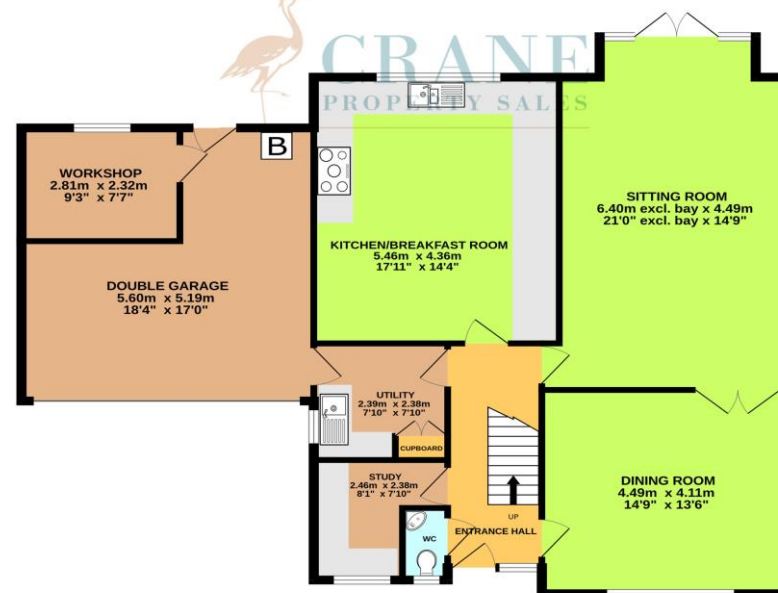 CRANE
PROPERTY SALES
B
WORKSHOP
2.81m x 2.32m
9'3" x 7'7"
SITTING ROOM
6.40m excl. bay x 4.49m
21'0" excl. bay x 14'9"
KITCHEN/BREAKFAST ROOM
5.46m x 4.36m
17'11" x 14'4"
DOUBLE GARAGE
5.60m x 5.19m
18'4" x 17'0"
UTILITY
2.39m x 2.38m
7'10" x 7'10"
CUPBOARD
STUDY
2.46m x 2.38m
8'1" x 7'10"
DINING ROOM
4.49m x 4.11m
14'9" x 13'6"
UP
ENTRANCE HALL
WC